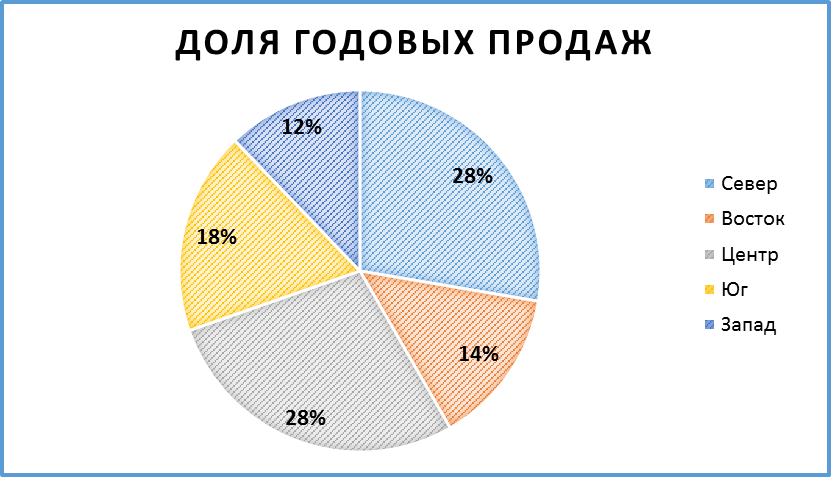 ДОЛЯ ГОДОВЫХ ПРОДАЖ
12%
28%
18%
14%
28%
Север
Восток
Центр
Юг
Запад